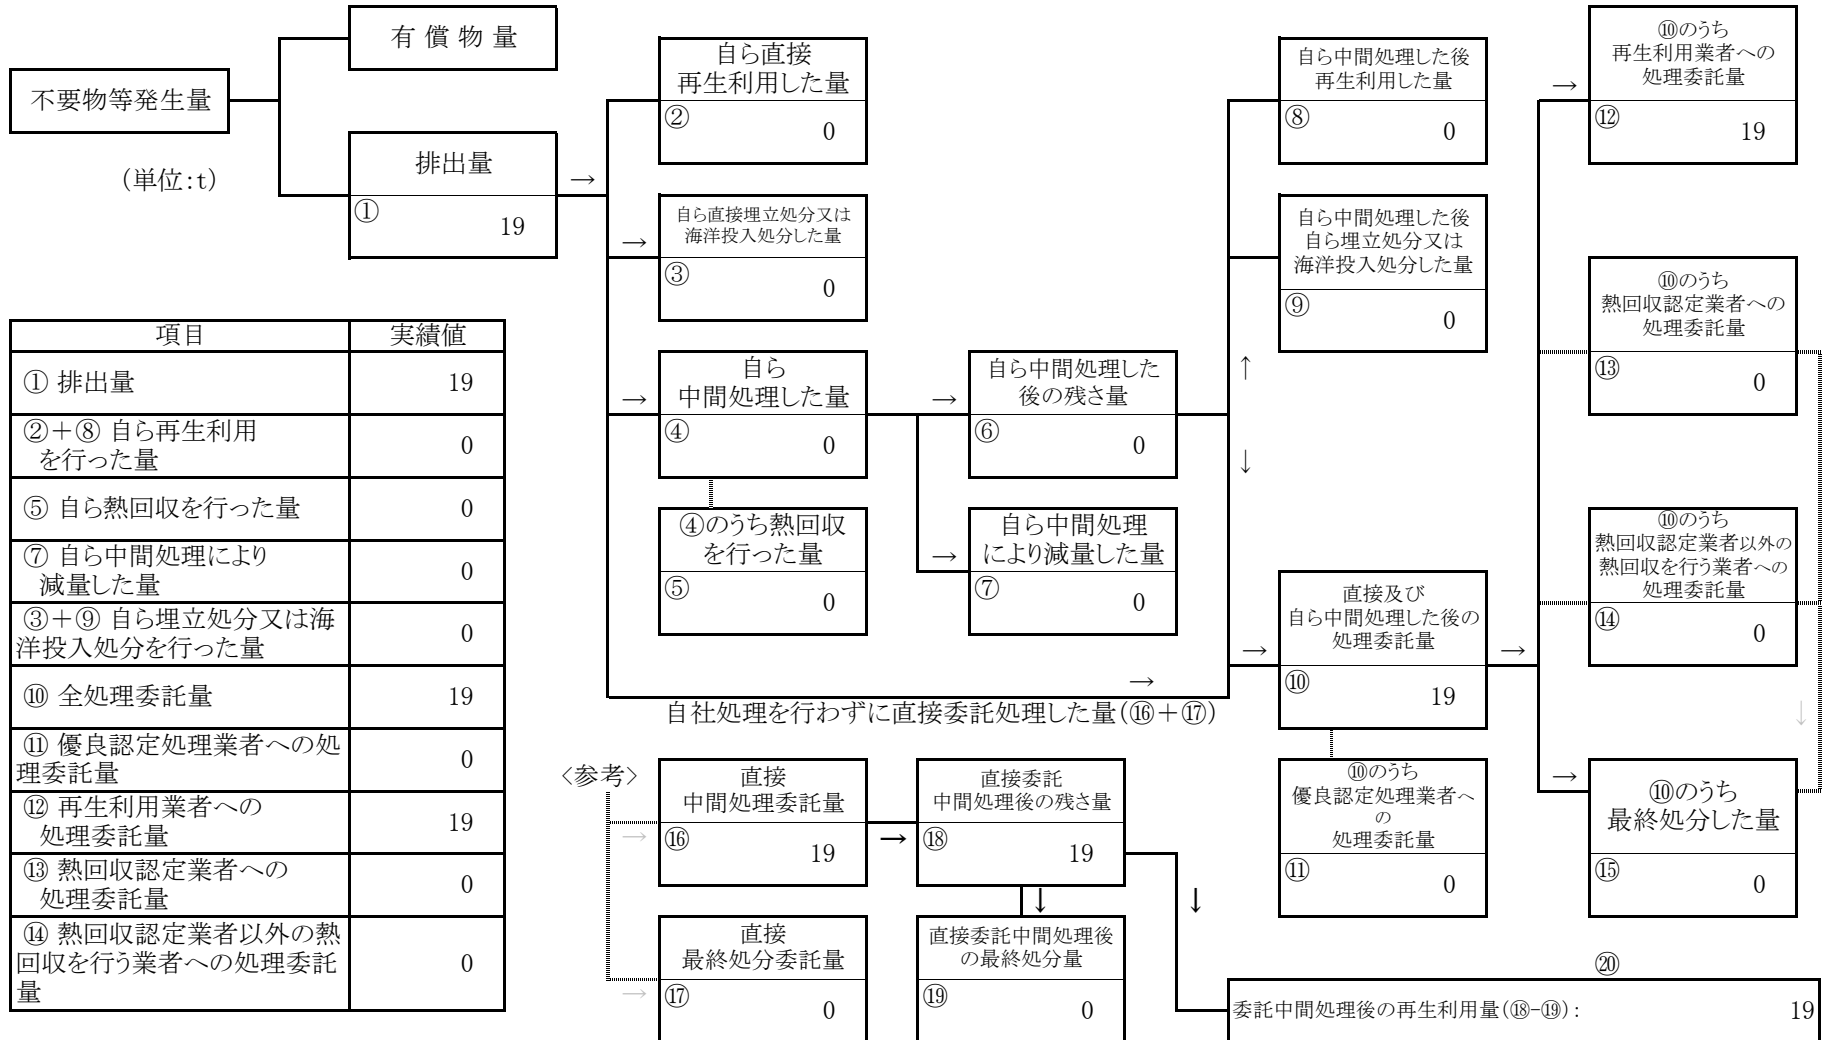 有 償 物 量
不要物等発生量
(単位:t)
排出量
①
19
→
自ら直接
再生利用した量
②
0
→
自ら直接埋立処分又は
海洋投入処分した量
③
0
→
自ら
中間処理した量
④
0
④のうち熱回収
を行った量
⑤
0
→
自ら中間処理した
後の残さ量
⑥
0
→
自ら中間処理
により減量した量
⑦
0
↑
↓
自ら中間処理した後
再生利用した量
⑧
0
自ら中間処理した後
自ら埋立処分又は
海洋投入処分した量
⑨
0
→
自社処理を行わずに直接委託処理した量(⑯+⑰)
→
直接及び
自ら中間処理した後の
処理委託量
⑩
19
→
⑩のうち
優良認定処理業者へ
の
処理委託量
⑪
0
→
⑩のうち
再生利用業者への
処理委託量
⑫
19
⑩のうち
熱回収認定業者への
処理委託量
⑬
0
⑩のうち
熱回収認定業者以外の
熱回収を行う業者への
処理委託量
⑭
0
↓
→
⑩のうち
最終処分した量
⑮
0
項目 実績値
① 排出量 19
②+⑧ 自ら再生利用
を行った量 0
⑤ 自ら熱回収を行った量 0
⑦ 自ら中間処理により
減量した量 0
③+⑨ 自ら埋立処分又は海
洋投入処分を行った量 0
⑩ 全処理委託量 19
⑪ 優良認定処理業者への処
理委託量 0
⑫ 再生利用業者への
処理委託量 19
⑬ 熱回収認定業者への
処理委託量 0
⑭ 熱回収認定業者以外の熱
回収を行う業者への処理委託
量 0
<参考>
→
直接
中間処理委託量
⑯
19
→
直接委託
中間処理後の残さ量
⑱
19
↓
↓
→
直接
最終処分委託量
⑰
0
直接委託中間処理後
の最終処分量
⑲
0
⑳
委託中間処理後の再生利用量(⑱-⑲): 19